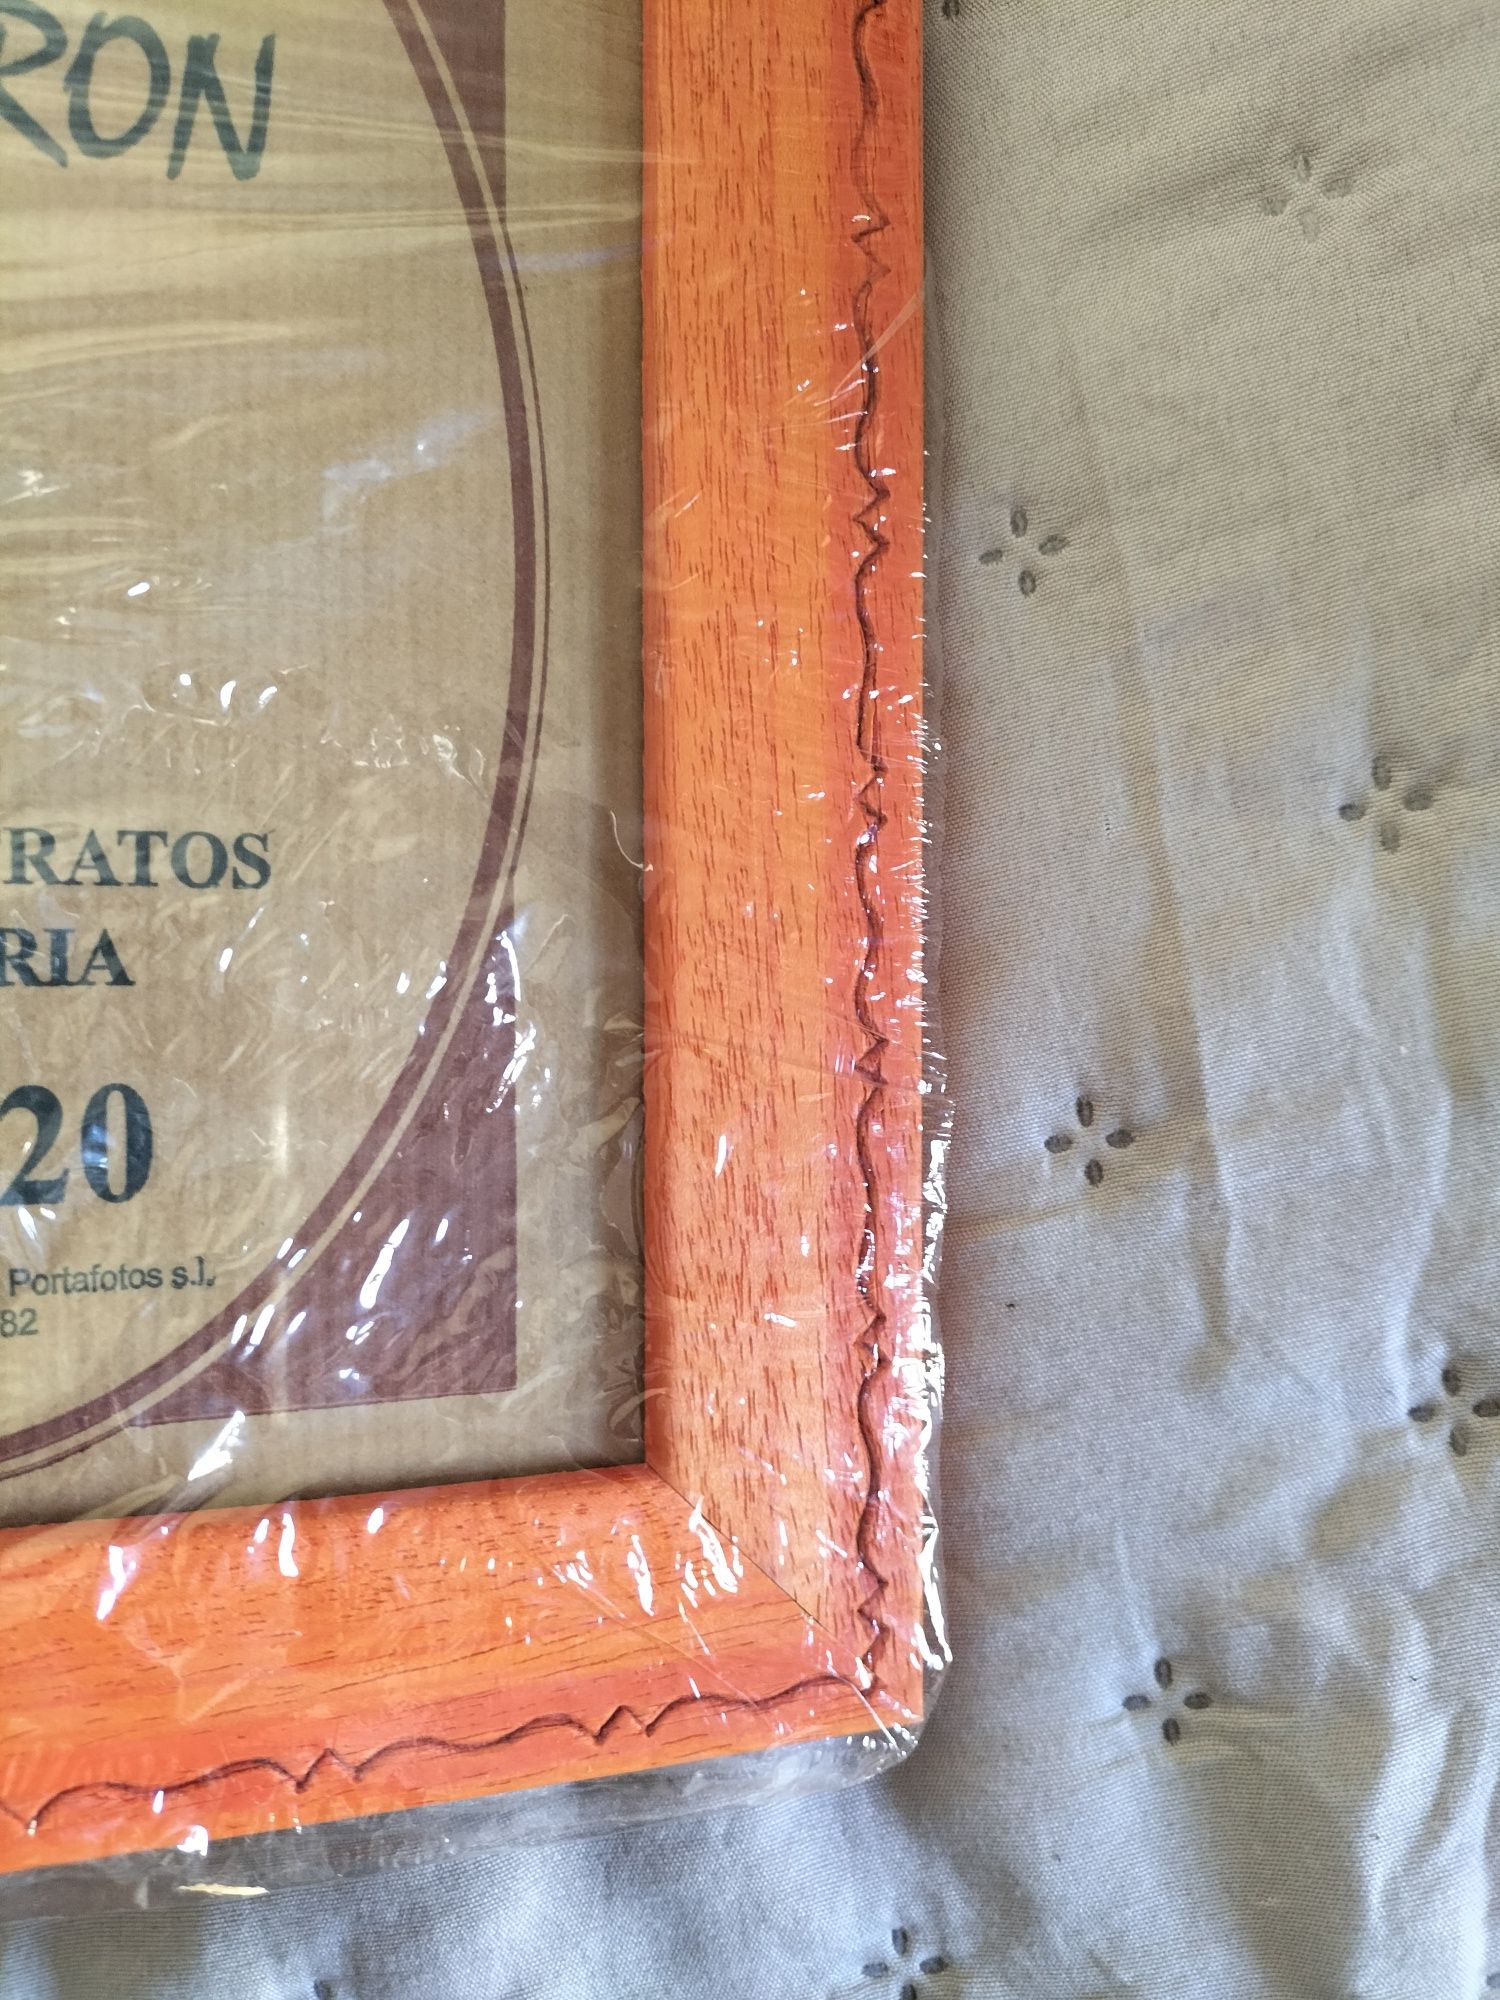 RON
RATOS
RIA
20
Portafotos s.l.
82